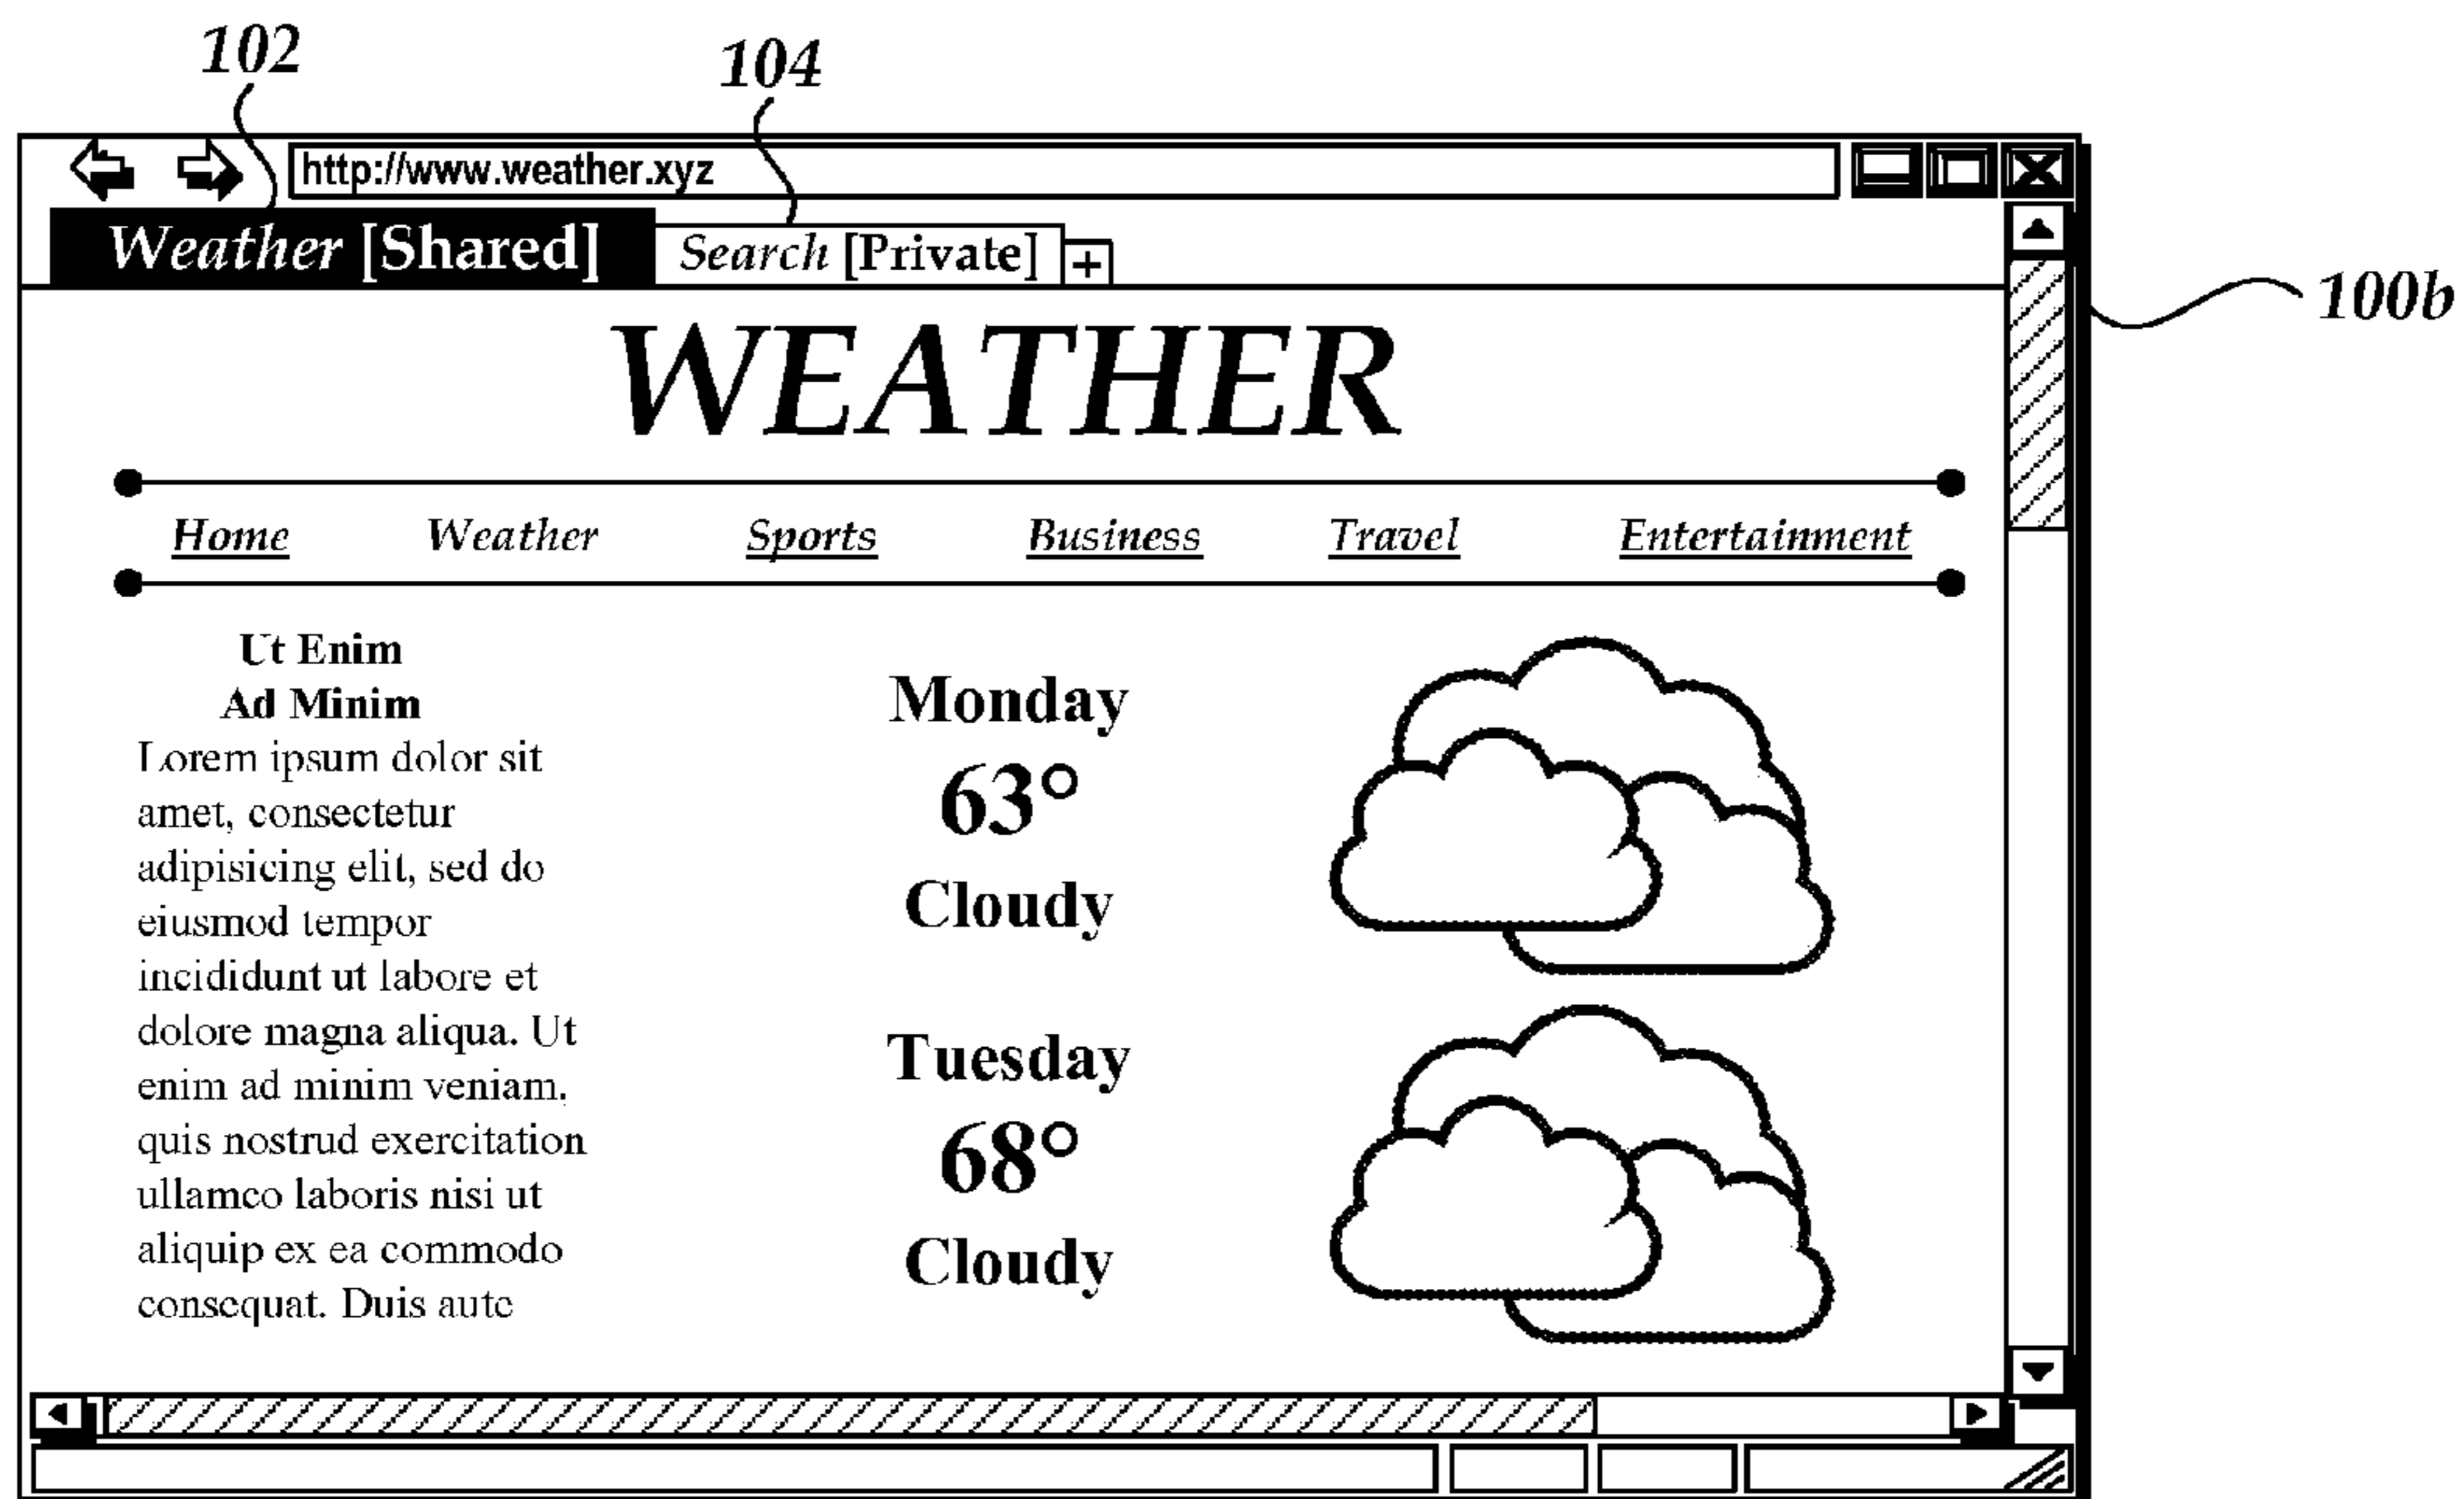 102
104
http://www.weather.xyz
Weather [Shared] Search [Private] +
100b
WEATHER
Home Weather Sports Business Travel Entertainment
Ut Enim
Ad Minim
Lorem ipsum dolor sit
amet, consectetur
adipisicing elit, sed do
eiusmod tempor
incididunt ut labore et
dolore magna aliqua. Ut
enim ad minim veniam,
quis nostrud exercitation
ullamco laboris nisi ut
aliquip ex ea commodo
consequat. Duis aute
Monday
63°
Cloudy
Tuesday
68°
Cloudy